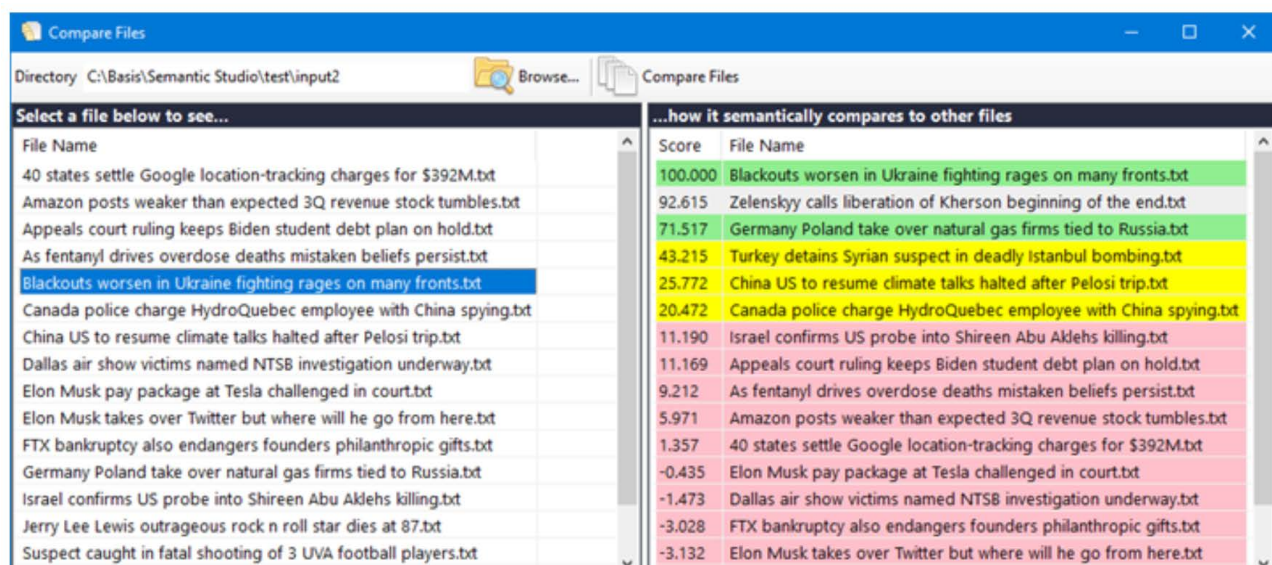 Compare Files
Directory C:\Basis\Semantic Studio\test\input2 Browse... Compare Files
Select a file below to see...
File Name
40 states settle Google location-tracking charges for $392M.txt
Amazon posts weaker than expected 3Q revenue stock tumbles.txt
Appeals court ruling keeps Biden student debt plan on hold.txt
As fentanyl drives overdose deaths mistaken beliefs persist.txt
Blackouts worsen in Ukraine fighting rages on many fronts.txt
Canada police charge HydroQuebec employee with China spying.txt
China US to resume climate talks halted after Pelosi trip.txt
Dallas air show victims named NTSB investigation underway.txt
Elon Musk pay package at Tesla challenged in court.txt
Elon Musk takes over Twitter but where will he go from here.txt
FTX bankruptcy also endangers founders philanthropic gifts.txt
Germany Poland take over natural gas firms tied to Russia.txt
Israel confirms US probe into Shireen Abu Aklehs killing.txt
Jerry Lee Lewis outrageous rock n roll star dies at 87.txt
Suspect caught in fatal shooting of 3 UVA football players.txt
...how it semantically compares to other files
Score File Name
100.000 Blackouts worsen in Ukraine fighting rages on many fronts.txt
92.615 Zelenskyy calls liberation of Kherson beginning of the end.txt
71.517 Germany Poland take over natural gas firms tied to Russia.txt
43.215 Turkey detains Syrian suspect in deadly Istanbul bombing.txt
25.772 China US to resume climate talks halted after Pelosi trip.txt
20.472 Canada police charge HydroQuebec employee with China spying.txt
11.190 Israel confirms US probe into Shireen Abu Aklehs killing.txt
11.169 Appeals court ruling keeps Biden student debt plan on hold.txt
9.212 As fentanyl drives overdose deaths mistaken beliefs persist.txt
5.971 Amazon posts weaker than expected 3Q revenue stock tumbles.txt
1.357 40 states settle Google location-tracking charges for $392M.txt
-0.435 Elon Musk pay package at Tesla challenged in court.txt
-1.473 Dallas air show victims named NTSB investigation underway.txt
-3.028 FTX bankruptcy also endangers founders philanthropic gifts.txt
-3.132 Elon Musk takes over Twitter but where will he go from here.txt